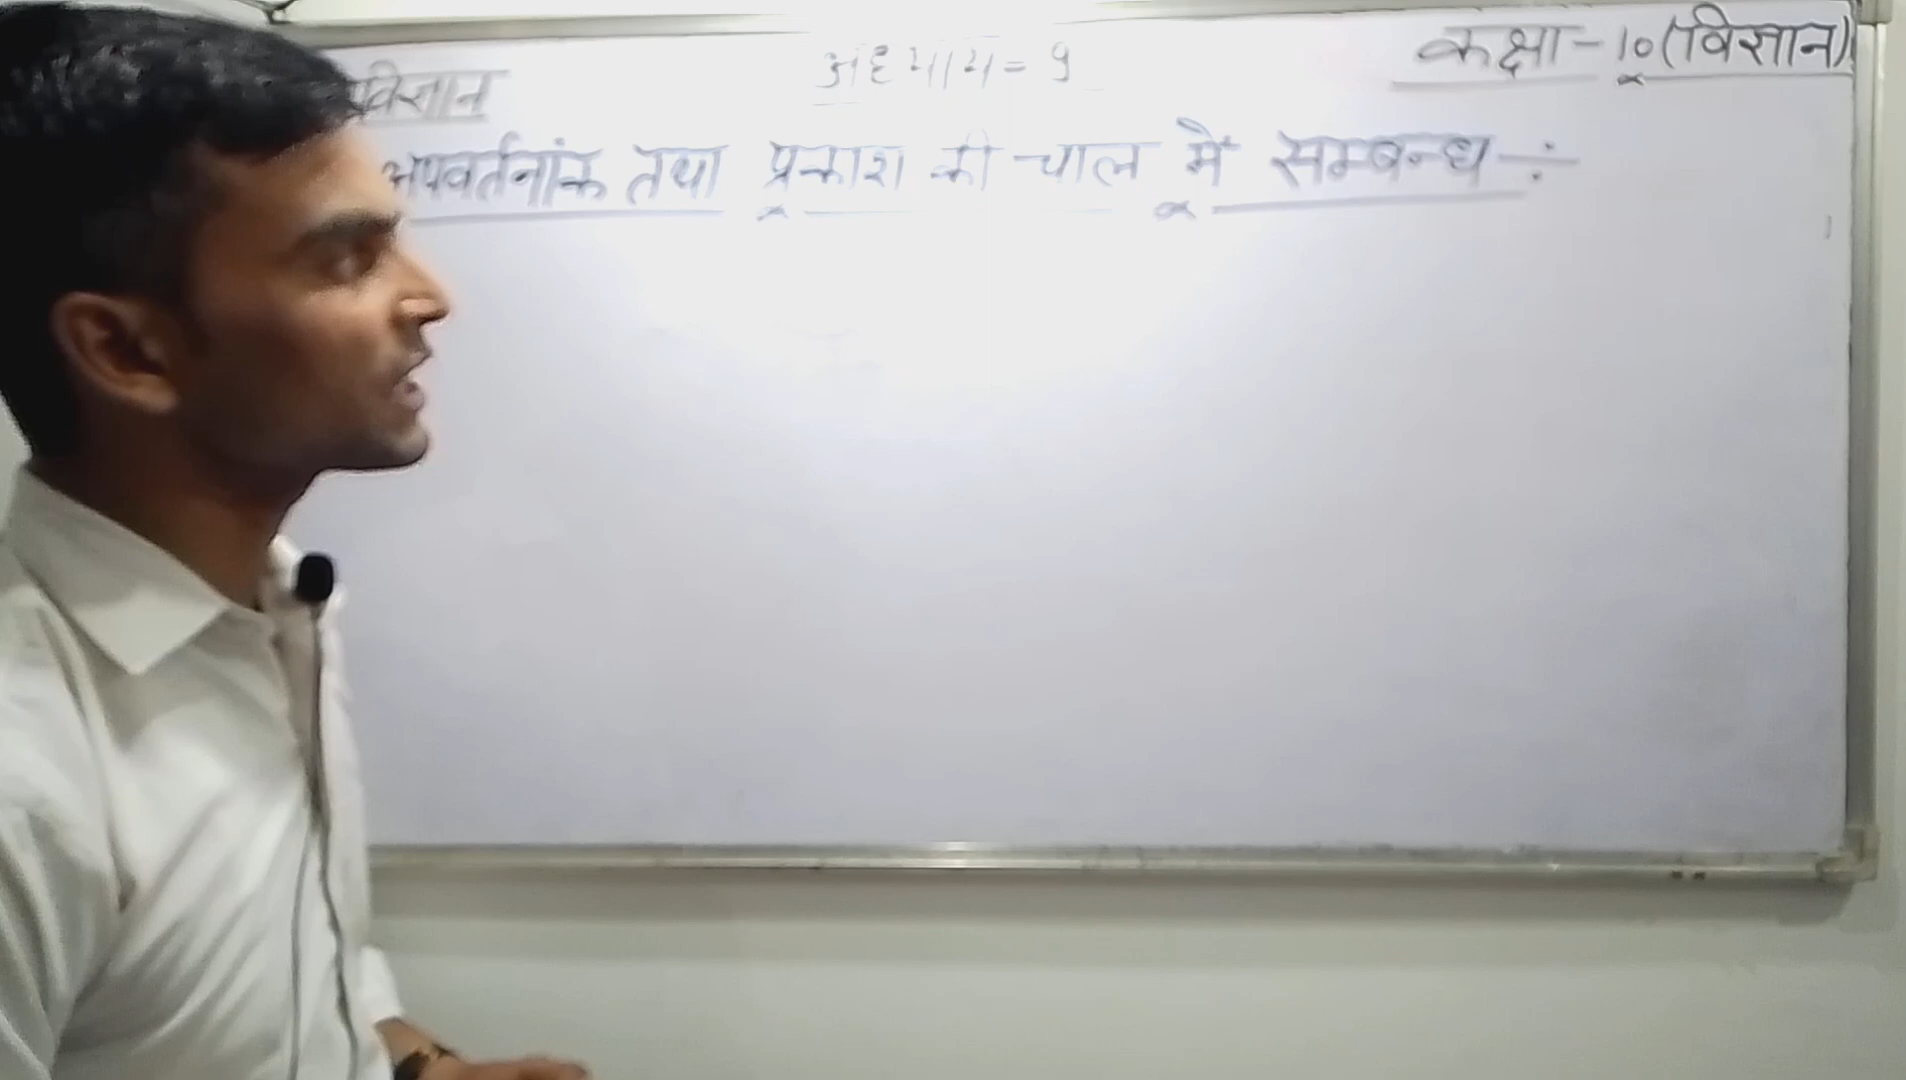 विज्ञान
अध्याय = 9
कक्षा - 10 (विज्ञान)
अपवर्तनांक तथा प्रकाश की चाल में सम्बन्ध ÷